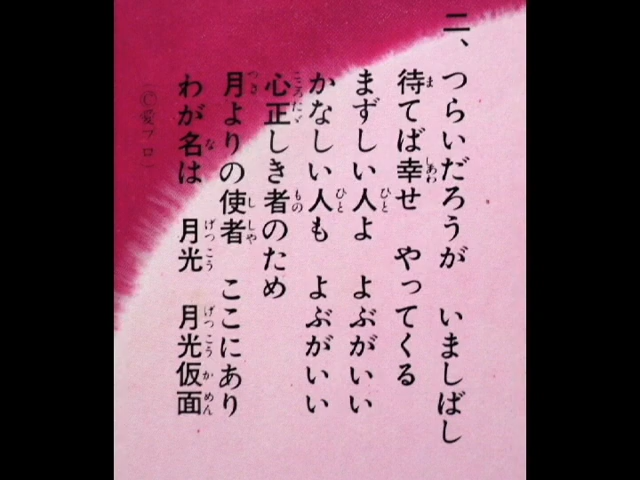 二、つらいだろうが いましばし
待てば幸せ やってくる
まずしい人よ よぶがいい
かなしい人も よぶがいい
心正しき者のため
月よりの使者 ここにあり
わが名は 月光 月光仮面
(©愛プロ)